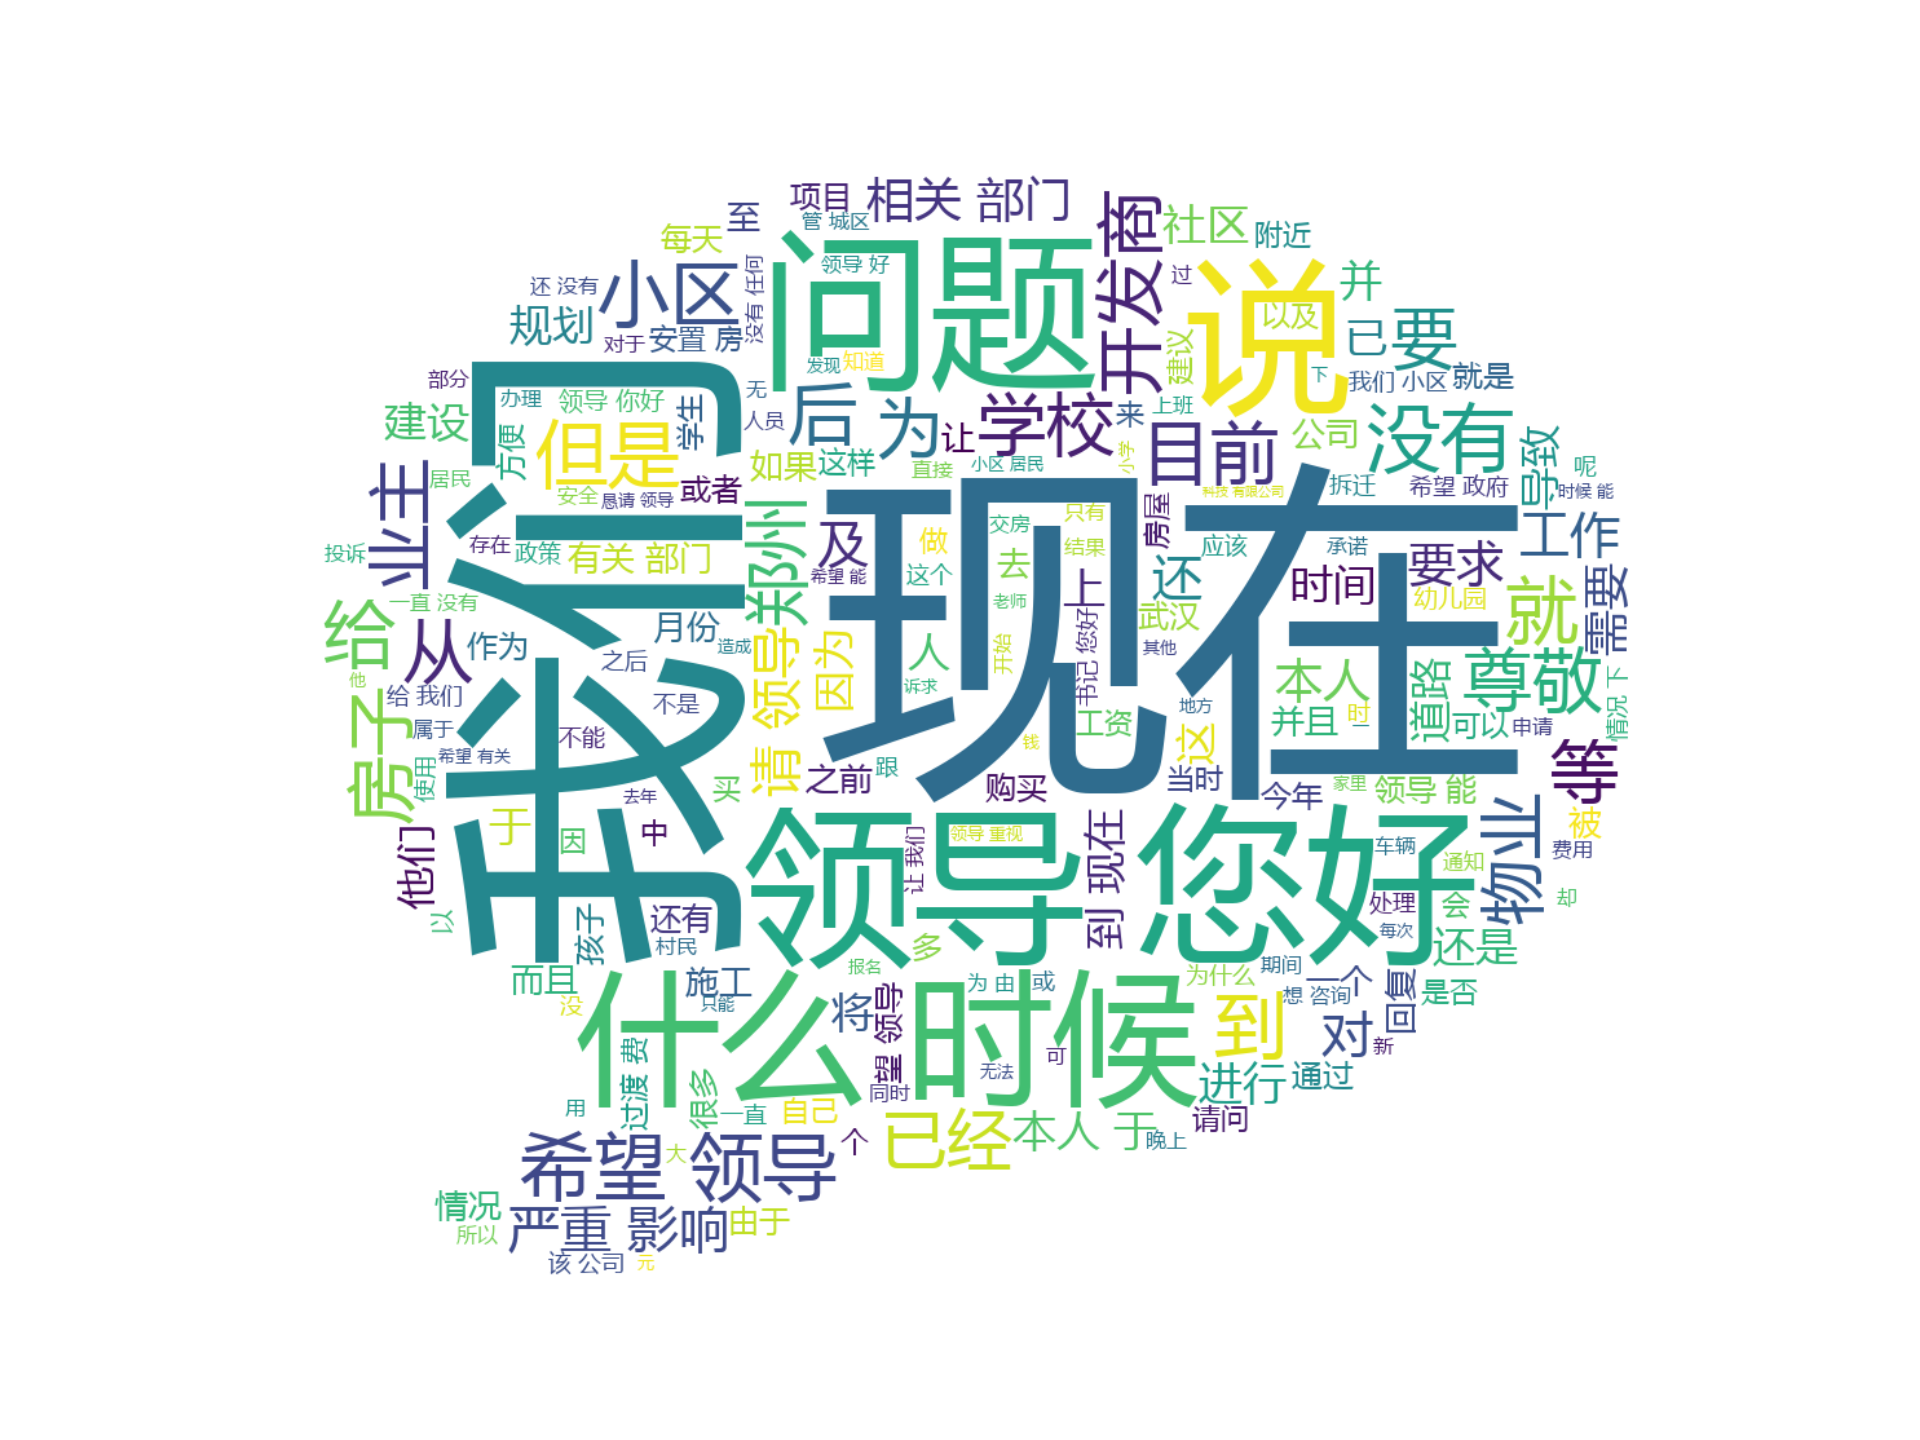 项目
相关 部门
开发商
社区
附近
至
每天
管 城区
领导 好
问题
说
过
并
还 没有
小区
没有 任何
以及
规划
对于
安置 房
发现
知道
建议
已
要
部分
办理
领导 你好
学生
无
人员
后
为
让
学校
来
上班
下
我们 小区
就是
建设
方便
但是
如果
这样
直接
小区 居民
小学
目前
公司
没有
导致
呢
居民
业主
安全
恳请 领导
或者
郑州
及
现在
科技 有限公司
拆迁
希望 政府
时候 能
投诉
存在
政策
有关 部门
希望 能
做
这个
交房
只有
结果
房屋
应该
承诺
工作
要求
我们
一直 没有
给
从
作为
月份
造成
去
老师
上
还
武汉
时间
幼儿园
就
需要
他
给 我们
之后
不是
请 领导
因为
人
诉求
开始
书记 您好
其他
地方
本人
道路
尊敬
情况 下
属于
希望 有关
不能
房子
使用
去年
买
之前
跟
钱
工资
购买
这
当时
并且
时
可以
申请
等
今年
家里
领导 能
于
因
中
领导 您好
领导 重视
让 我们
到 现在
车辆
通知
物业
被
费用
他们
以
孩子
还有
村民
多
处理
每次
会
却
还是
而且
没
施工
只能
报名
什么 时候
将
望 领导
为 由
或
为什么
期间
想 咨询
一个
回复
是否
过渡 费
很多
同时
无法
可
到
对
新
进行
通过
用
一直
自己
个
已经
本人 于
晚上
请问
希望 领导
大
情况
所以
严重 影响
由于
该 公司
元